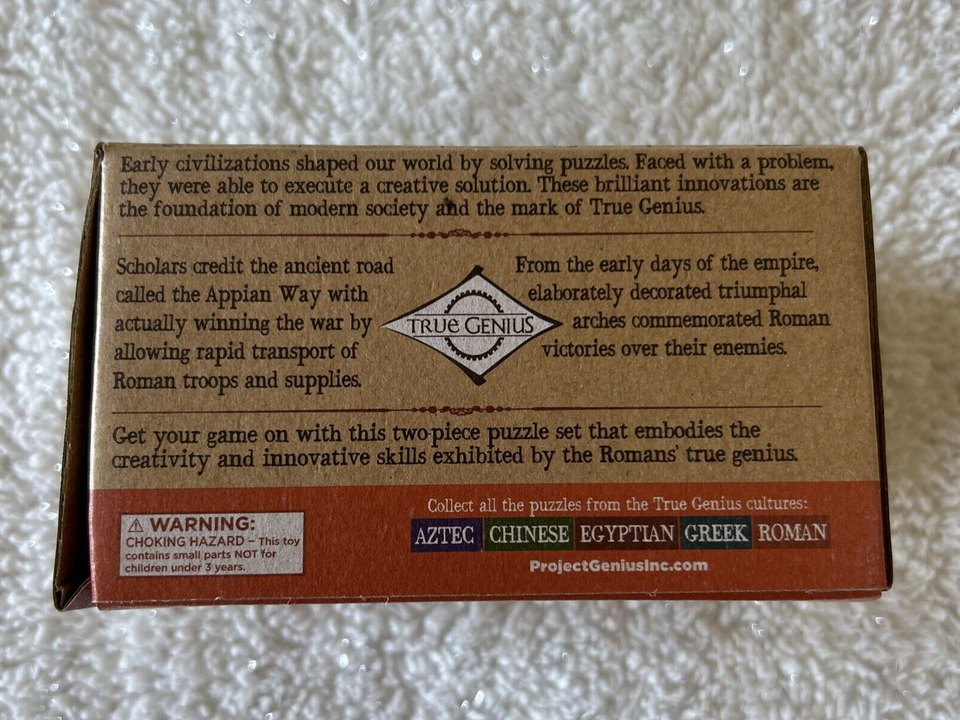 Early civilizations shaped our world by solving puzzles. Faced with a problem,
they were able to execute a creative solution. These brilliant innovations are
the foundation of modern society and the mark of True Genius.
Scholars credit the ancient road
called the Appian Way with
actually winning the war by
allowing rapid transport of
Roman troops and supplies.
TRUE GENIUS
From the early days of the empire,
elaborately decorated triumphal
arches commemorated Roman
victories over their enemies.
Get your game on with this two-piece puzzle set that embodies the
creativity and innovative skills exhibited by the Romans' true genius.
⚠ WARNING:
CHOKING HAZARD – This toy
contains small parts NOT for
children under 3 years.
Collect all the puzzles from the True Genius cultures:
AZTEC CHINESE EGYPTIAN GREEK ROMAN
ProjectGeniusInc.com